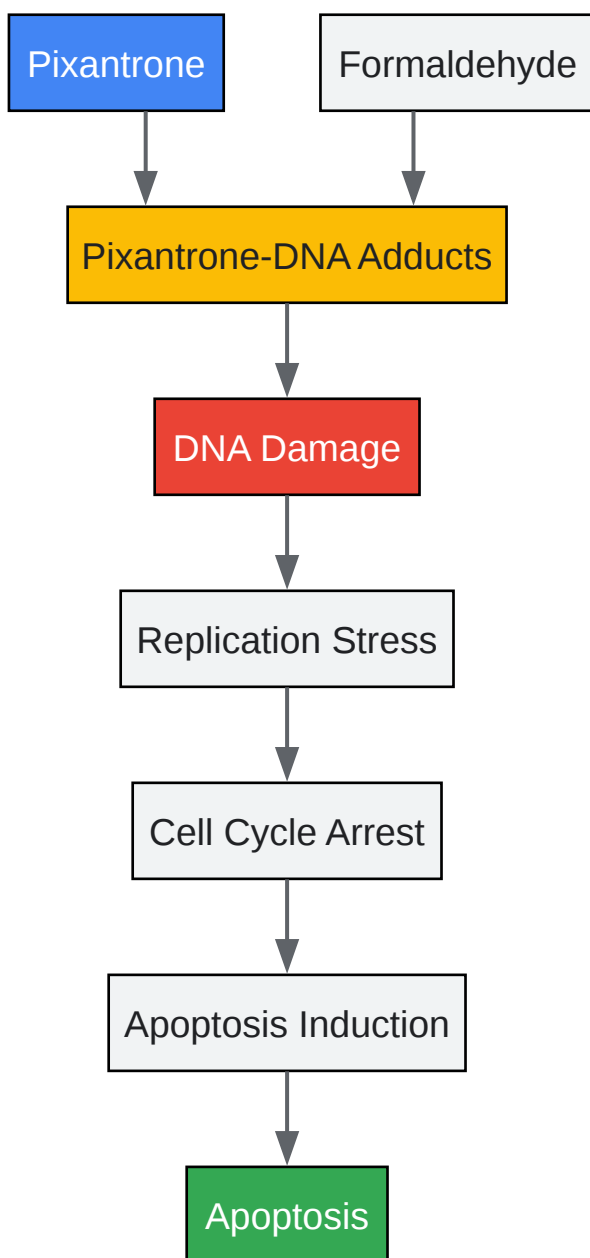 Pixantrone
Formaldehyde
Pixantrone-DNA Adducts
DNA Damage
Replication Stress
Cell Cycle Arrest
Apoptosis Induction
Apoptosis